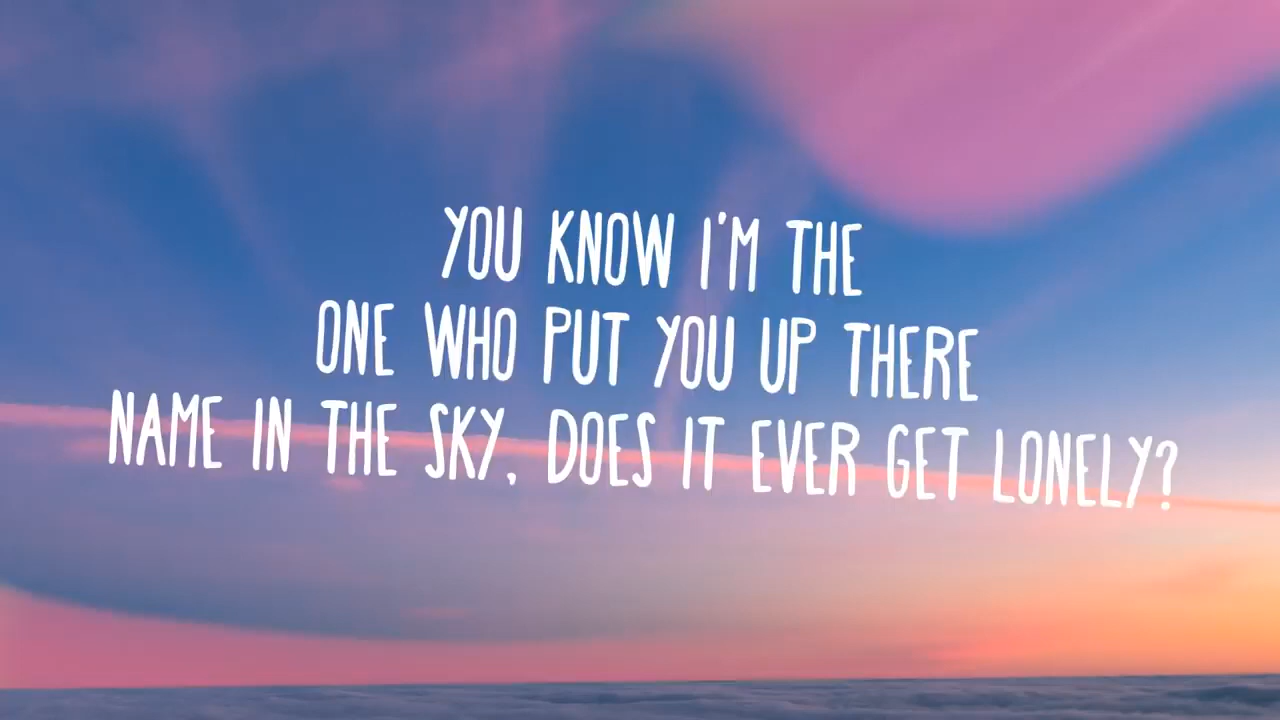 YOU KNOW I'M THE
ONE WHO PUT YOU UP THERE
NAME IN THE SKY, DOES IT EVER GET LONELY?